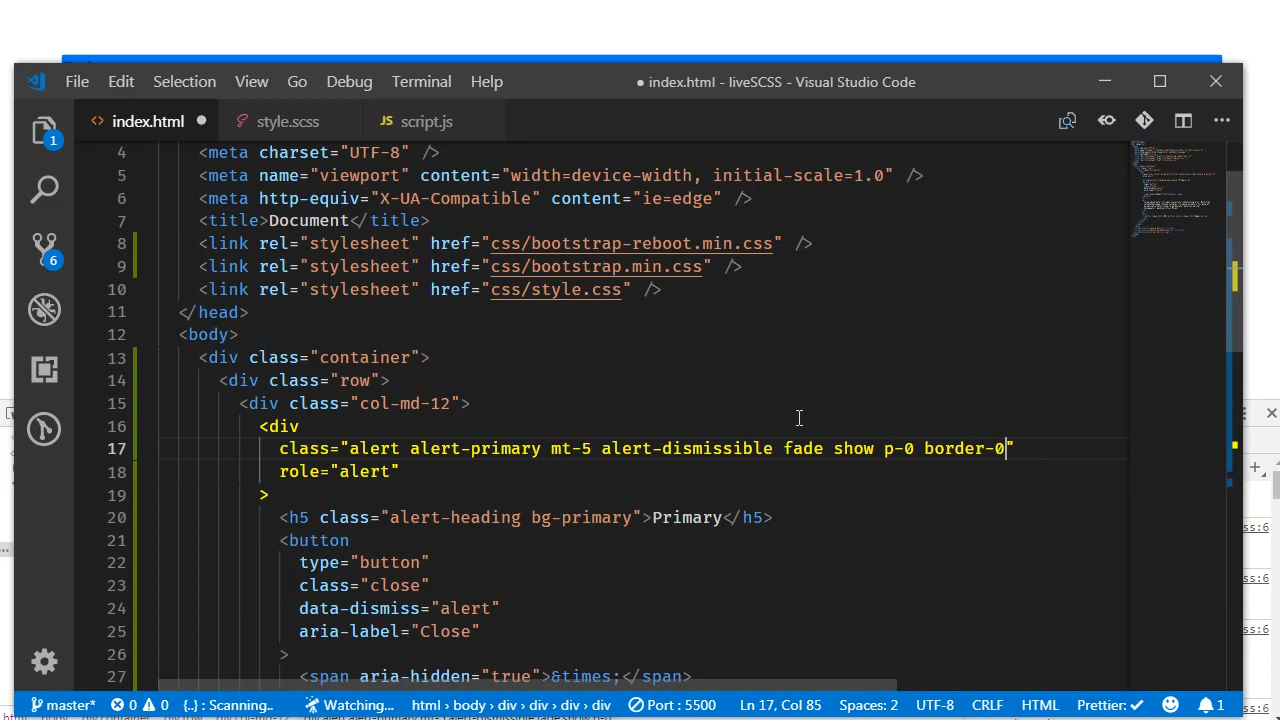 File Edit Selection View Go Debug Terminal Help ● index.html - liveSCSS - Visual Studio Code
<> index.html ● style.scss JS script.js
4 <meta charset="UTF-8" />
5 <meta name="viewport" content="width=device-width, initial-scale=1.0" />
6 <meta http-equiv="X-UA-Compatible" content="ie=edge" />
7 <title>Document</title>
8 <link rel="stylesheet" href="css/bootstrap-reboot.min.css" />
9 <link rel="stylesheet" href="css/bootstrap.min.css" />
10 <link rel="stylesheet" href="css/style.css" />
11 </head>
12 <body>
13 <div class="container">
14 <div class="row">
15 <div class="col-md-12">
16 <div
17 class="alert alert-primary mt-5 alert-dismissible fade show p-0 border-0"
18 role="alert"
19 >
20 <h5 class="alert-heading bg-primary">Primary</h5>
21 <button
22 type="button"
23 class="close"
24 data-dismiss="alert"
25 aria-label="Close"
26 >
27 <span aria-hidden="true">&times;</span>
1
6
ss:6
ss:6
ss:6
master* 0 0 {..} : Scanning.. Watching... html › body › div › div › div › div Port : 5500 Ln 17, Col 85 Spaces: 2 UTF-8 CRLF HTML Prettier: ✓ 1